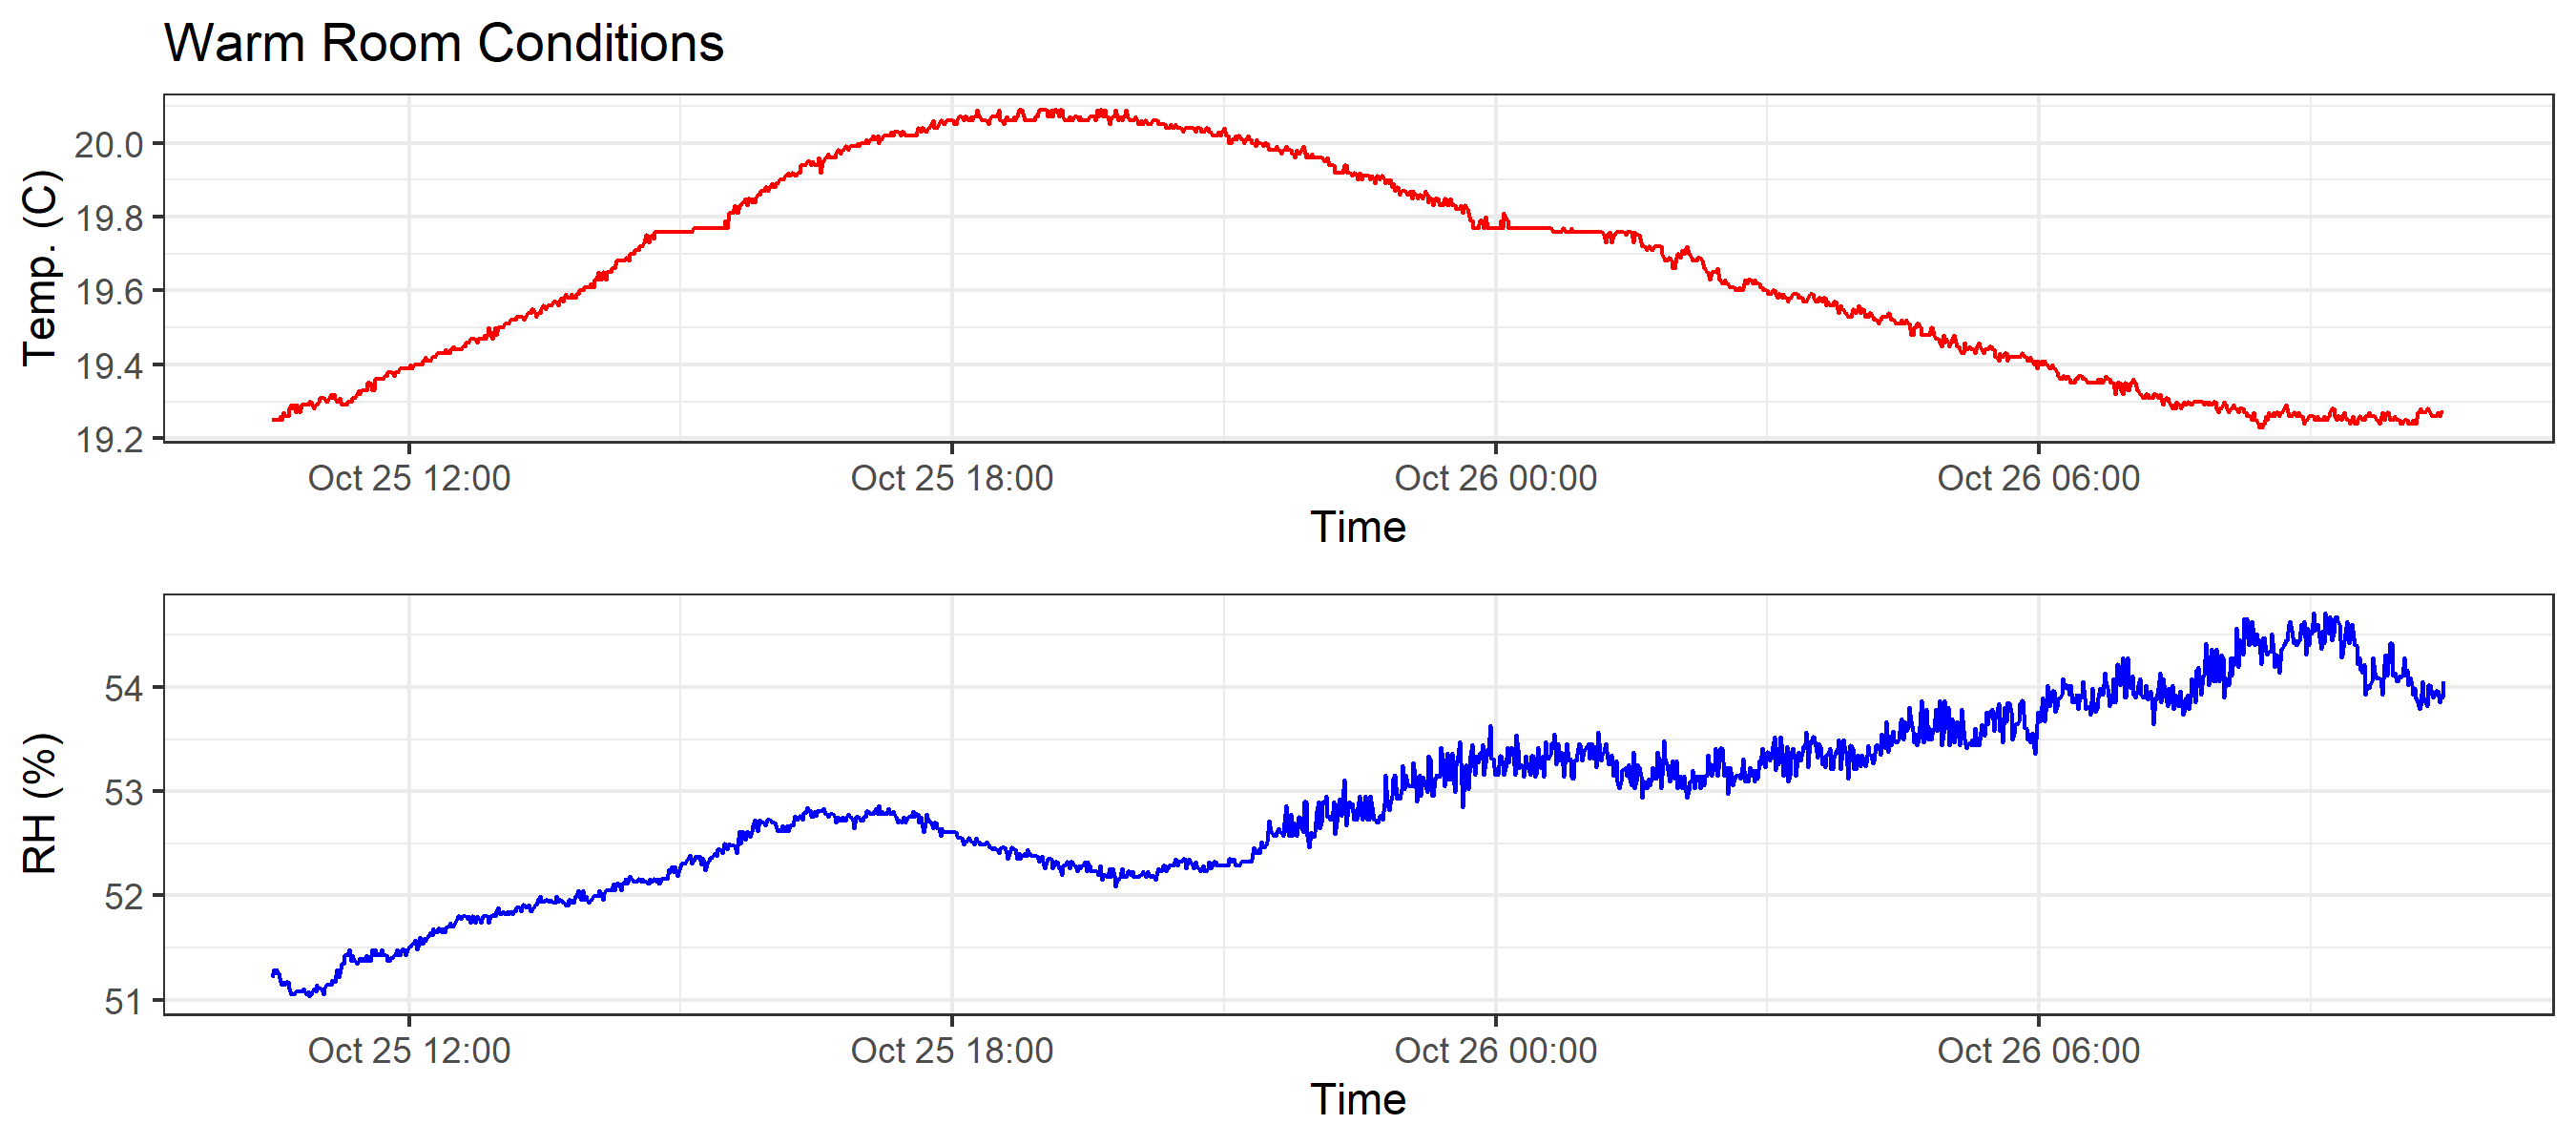 Warm Room Conditions
Temp. (C)
20.0
19.8
19.6
19.4
19.2
Oct 25 12:00 Oct 25 18:00 Oct 26 00:00 Oct 26 06:00
Time
RH (%)
54
53
52
51
Oct 25 12:00 Oct 25 18:00 Oct 26 00:00 Oct 26 06:00
Time